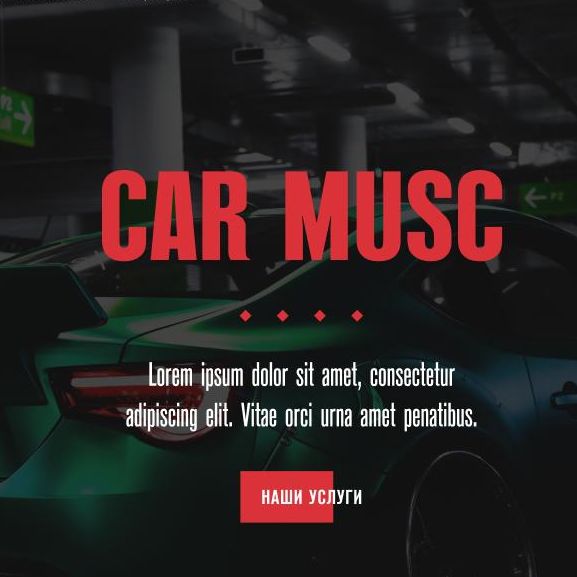 CAR MUSC
Lorem ipsum dolor sit amet, consectetur
adipiscing elit. Vitae orci urna amet penatibus.
НАШИ УСЛУГИ